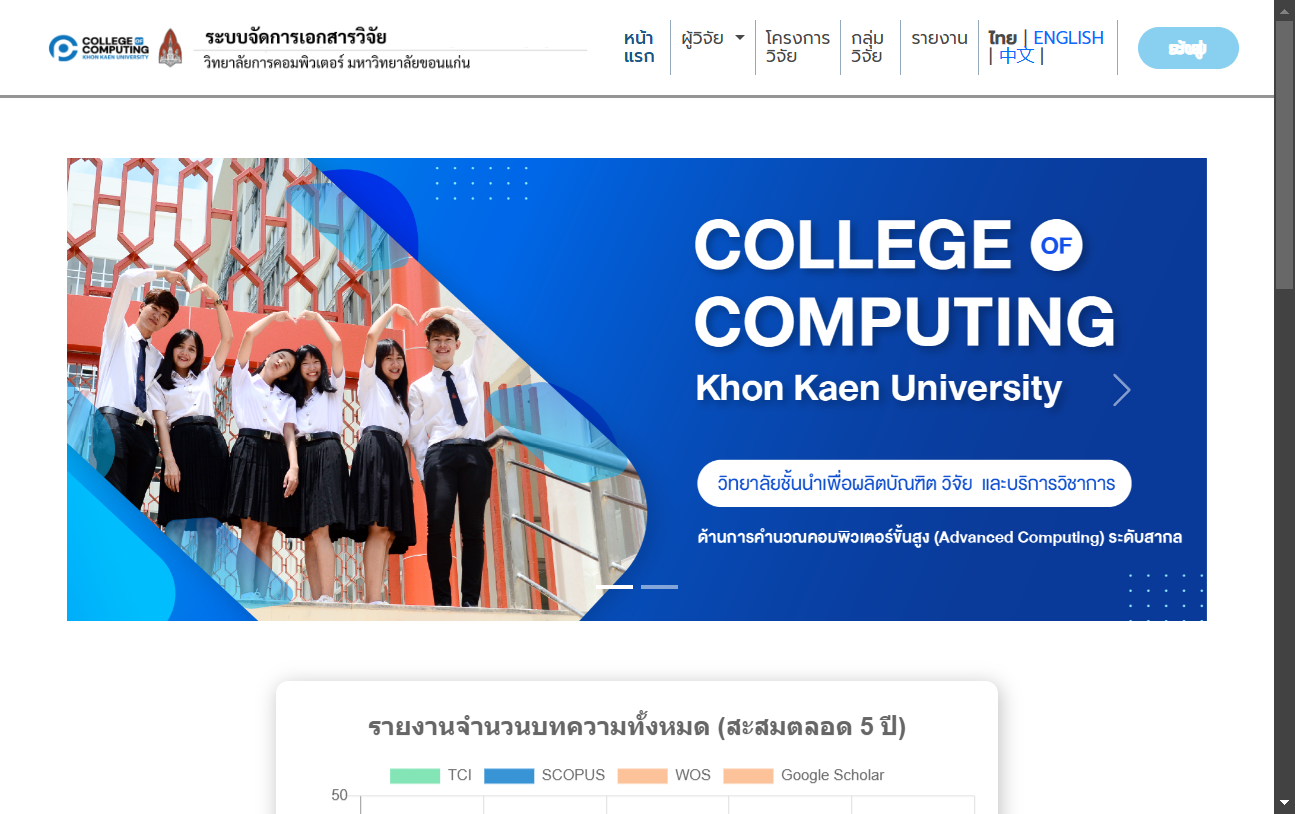 COLLEGE OF
COMPUTING
KHON KAEN UNIVERSITY
ระบบจัดการเอกสารวิจัย
วิทยาลัยการคอมพิวเตอร์ มหาวิทยาลัยขอนแก่น
หน้า
แรก
ผู้วิจัย
โครงการ
วิจัย
กลุ่ม
วิจัย
รายงาน
ไทย | ENGLISH
| 中文 |
COLLEGE OF
COMPUTING
Khon Kaen University
วิทยาลัยชั้นนำเพื่อผลิตบัณฑิต วิจัย และบริการวิชาการ
ด้านการคำนวณคอมพิวเตอร์ขั้นสูง (Advanced Computing) ระดับสากล
รายงานจำนวนบทความทั้งหมด (สะสมตลอด 5 ปี)
TCI SCOPUS WOS Google Scholar
50